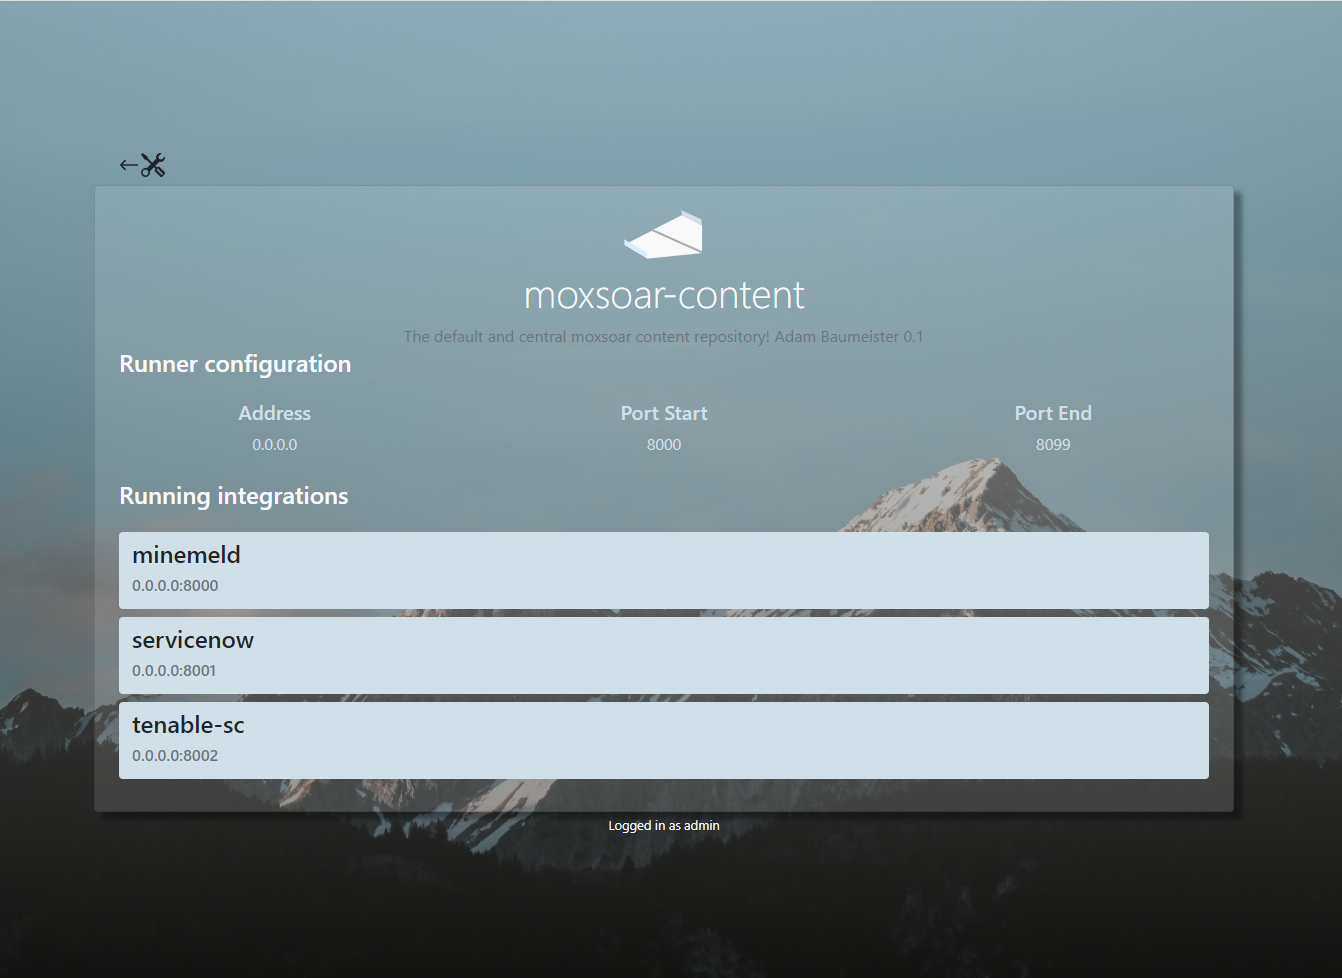 moxsoar-content
The default and central moxsoar content repository! Adam Baumeister 0.1
Runner configuration
Address Port Start Port End
0.0.0.0 8000 8099
Running integrations
minemeld
0.0.0.0:8000
servicenow
0.0.0.0:8001
tenable-sc
0.0.0.0:8002
Logged in as admin